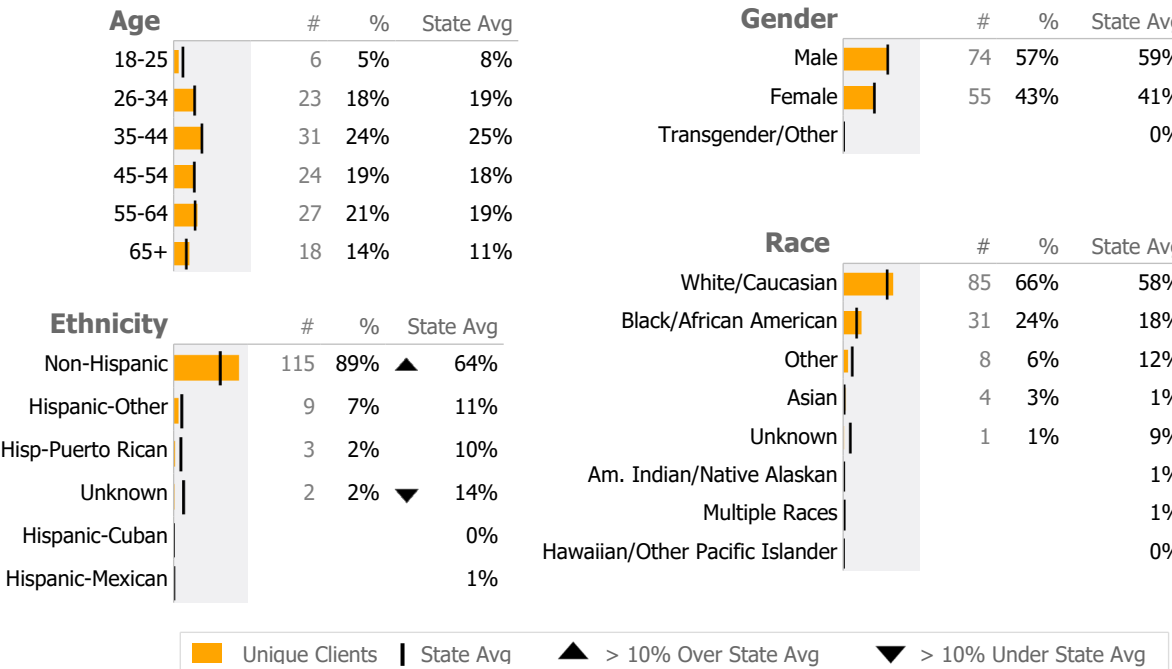 Age # % State Avg
18-25 6 5% 8%
26-34 23 18% 19%
35-44 31 24% 25%
45-54 24 19% 18%
55-64 27 21% 19%
65+ 18 14% 11%
Ethnicity # % State Avg
Non-Hispanic 115 89% ▲ 64%
Hispanic-Other 9 7% 11%
Hisp-Puerto Rican 3 2% 10%
Unknown 2 2% ▼ 14%
Hispanic-Cuban 0%
Hispanic-Mexican 1%
Gender # % State Avg
Male 74 57% 59%
Female 55 43% 41%
Transgender/Other 0%
Race # % State Avg
White/Caucasian 85 66% 58%
Black/African American 31 24% 18%
Other 8 6% 12%
Asian 4 3% 1%
Unknown 1 1% 9%
Am. Indian/Native Alaskan 1%
Multiple Races 1%
Hawaiian/Other Pacific Islander 0%
Unique Clients State Avg ▲ > 10% Over State Avg ▼ > 10% Under State Avg